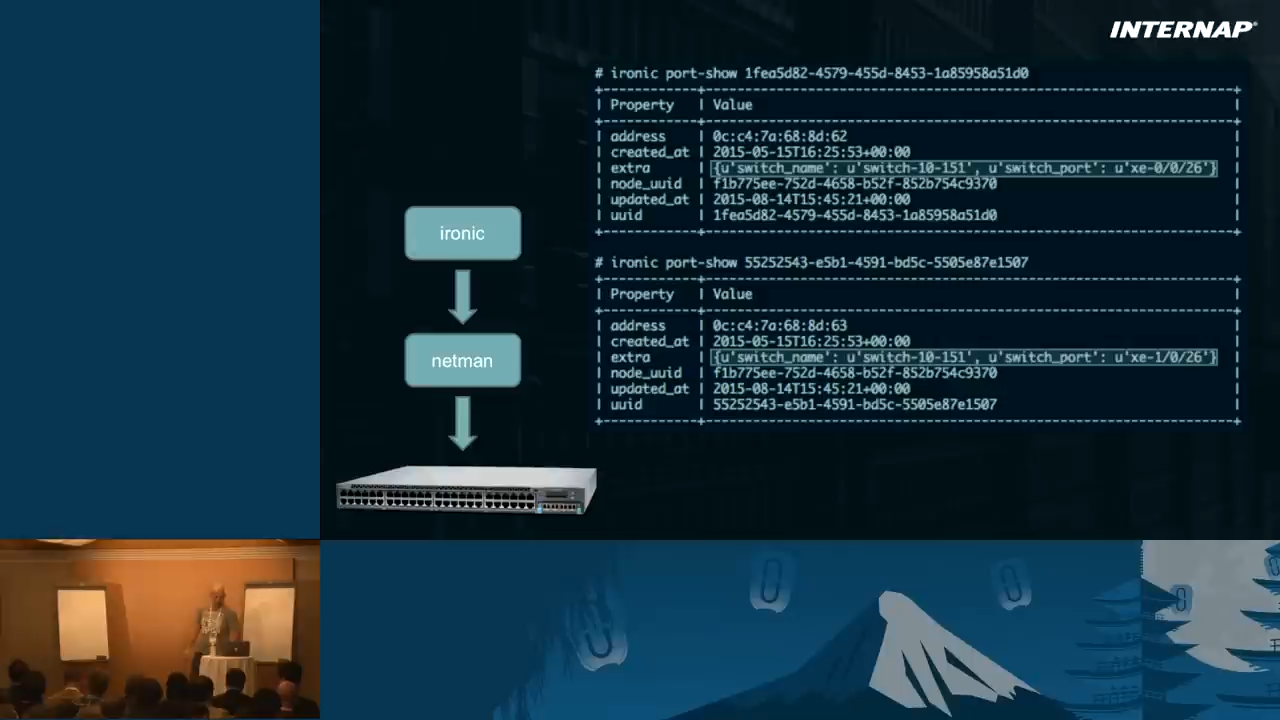 INTERNAP
# ironic port-show 1fea5d82-4579-455d-8453-1a85958a51d0
Property | Value
address | 0c:c4:7a:68:8d:62
created_at | 2015-05-15T16:25:53+00:00
extra | {u'switch_name': u'switch-10-151', u'switch_port': u'xe-0/0/26'}
node_uuid | f1b775ee-752d-4658-b52f-852b754c9370
updated_at | 2015-08-14T15:45:21+00:00
uuid | 1fea5d82-4579-455d-8453-1a85958a51d0
# ironic port-show 55252543-e5b1-4591-bd5c-5505e87e1507
Property | Value
address | 0c:c4:7a:68:8d:63
created_at | 2015-05-15T16:25:53+00:00
extra | {u'switch_name': u'switch-10-151', u'switch_port': u'xe-1/0/26'}
node_uuid | f1b775ee-752d-4658-b52f-852b754c9370
updated_at | 2015-08-14T15:45:21+00:00
uuid | 55252543-e5b1-4591-bd5c-5505e87e1507
ironic
netman